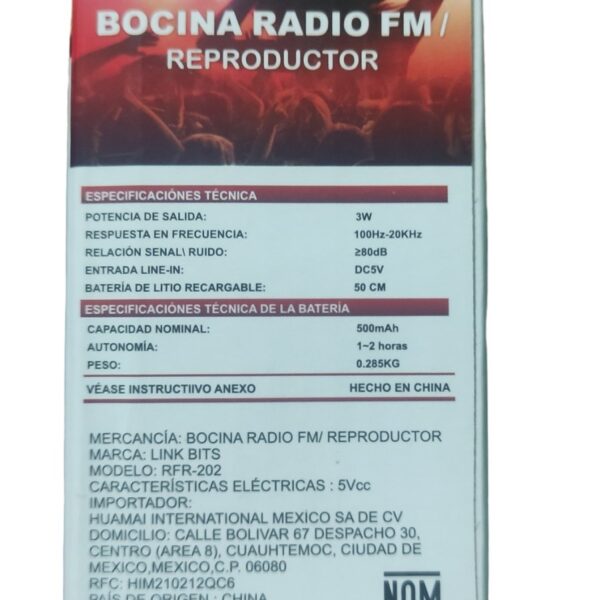 BOCINA RADIO FM/
REPRODUCTOR
ESPECIFICACIÓNES TÉCNICA
POTENCIA DE SALIDA: 3W
RESPUESTA EN FRECUENCIA: 100Hz-20KHz
RELACIÓN SENAL\ RUIDO: ≥80dB
ENTRADA LINE-IN: DC5V
BATERÍA DE LITIO RECARGABLE: 50 CM
ESPECIFICACIÓNES TÉCNICA DE LA BATERÍA
CAPACIDAD NOMINAL: 500mAh
AUTONOMÍA: 1~2 horas
PESO: 0.285KG
VÉASE INSTRUCTIIVO ANEXO HECHO EN CHINA
MERCANCÍA: BOCINA RADIO FM/ REPRODUCTOR
MARCA: LINK BITS
MODELO: RFR-202
CARACTERÍSTICAS ELÉCTRICAS : 5Vcc
IMPORTADOR:
HUAMAI INTERNATIONAL MEXICO SA DE CV
DOMICILIO: CALLE BOLIVAR 67 DESPACHO 30,
CENTRO (AREA 8), CUAUHTEMOC, CIUDAD DE
MEXICO,MEXICO,C.P. 06080
RFC: HIM210212QC6
PAÍS DE ORIGEN : CHINA
NOM